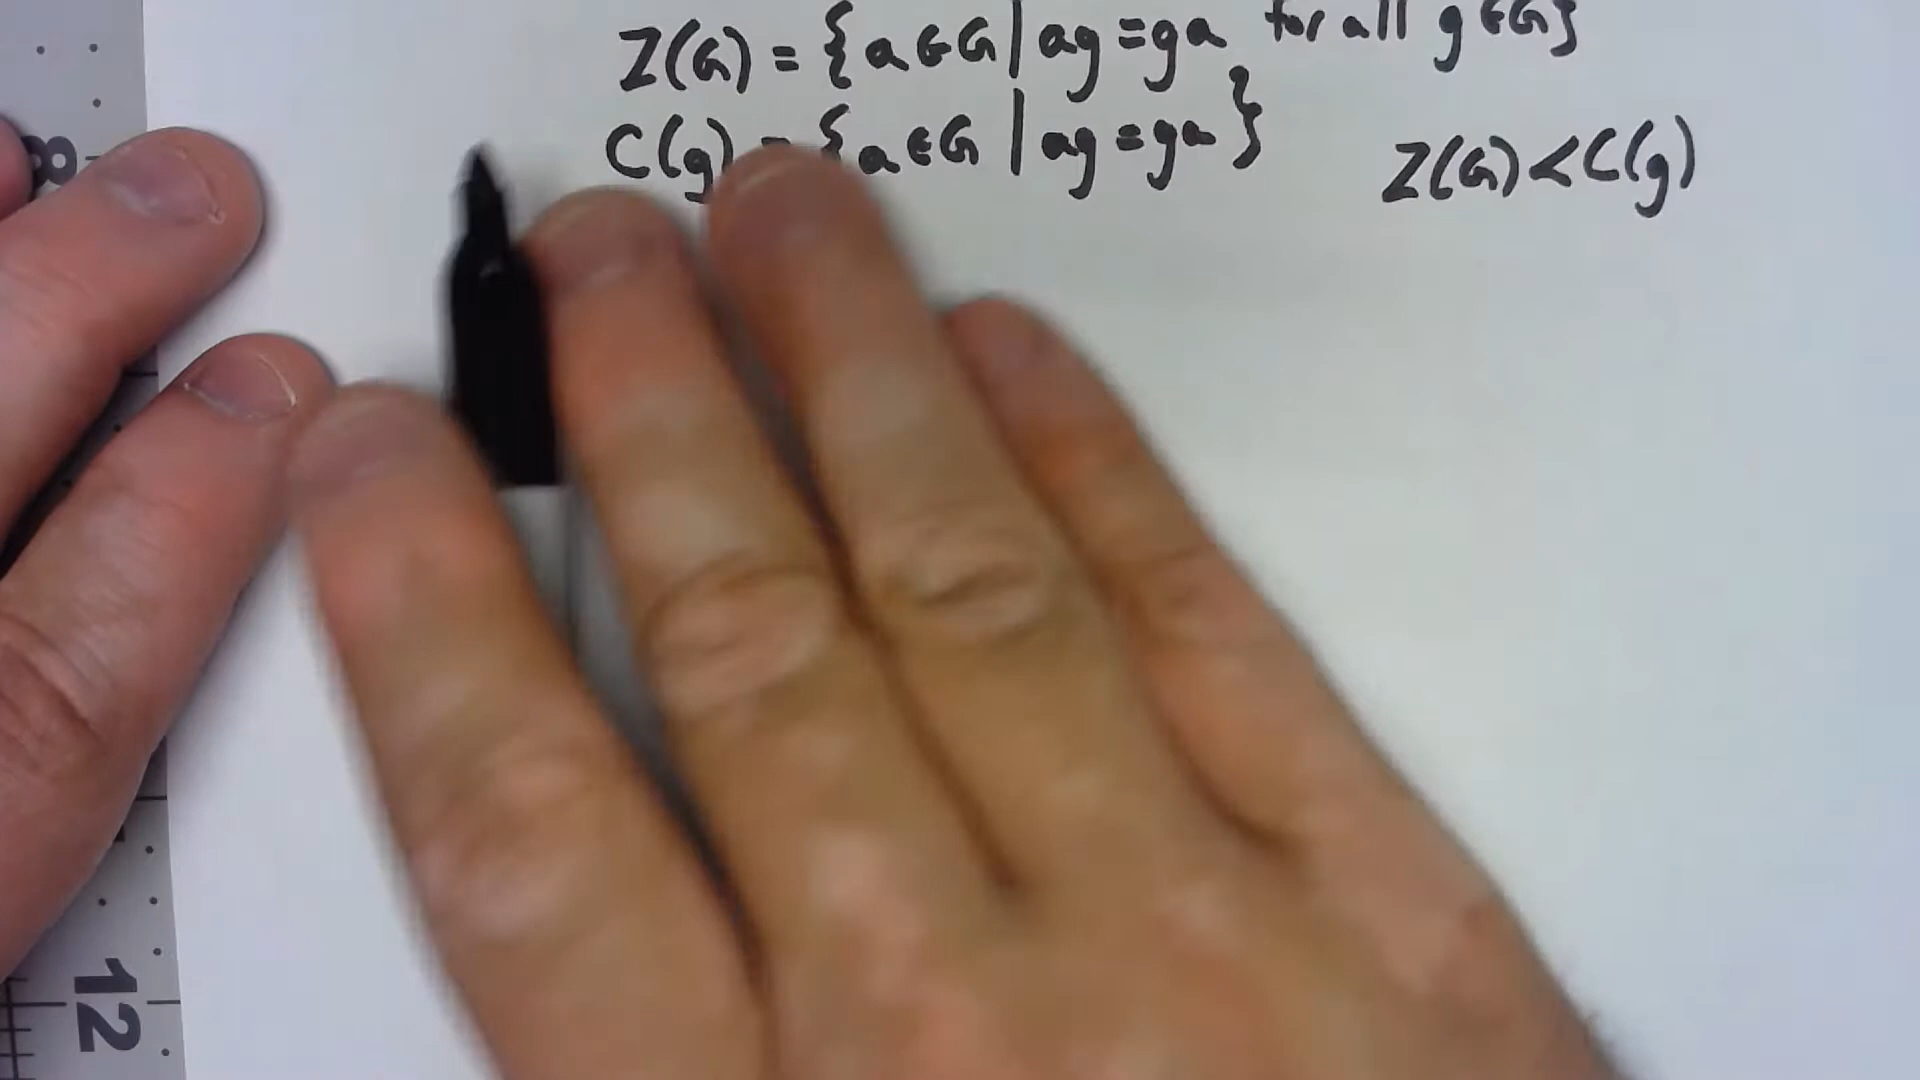 Z(G) = {a∈G | ag = ga for all g∈G}
C(g) = {a∈G | ag = ga}
Z(G) < C(g)
8
12